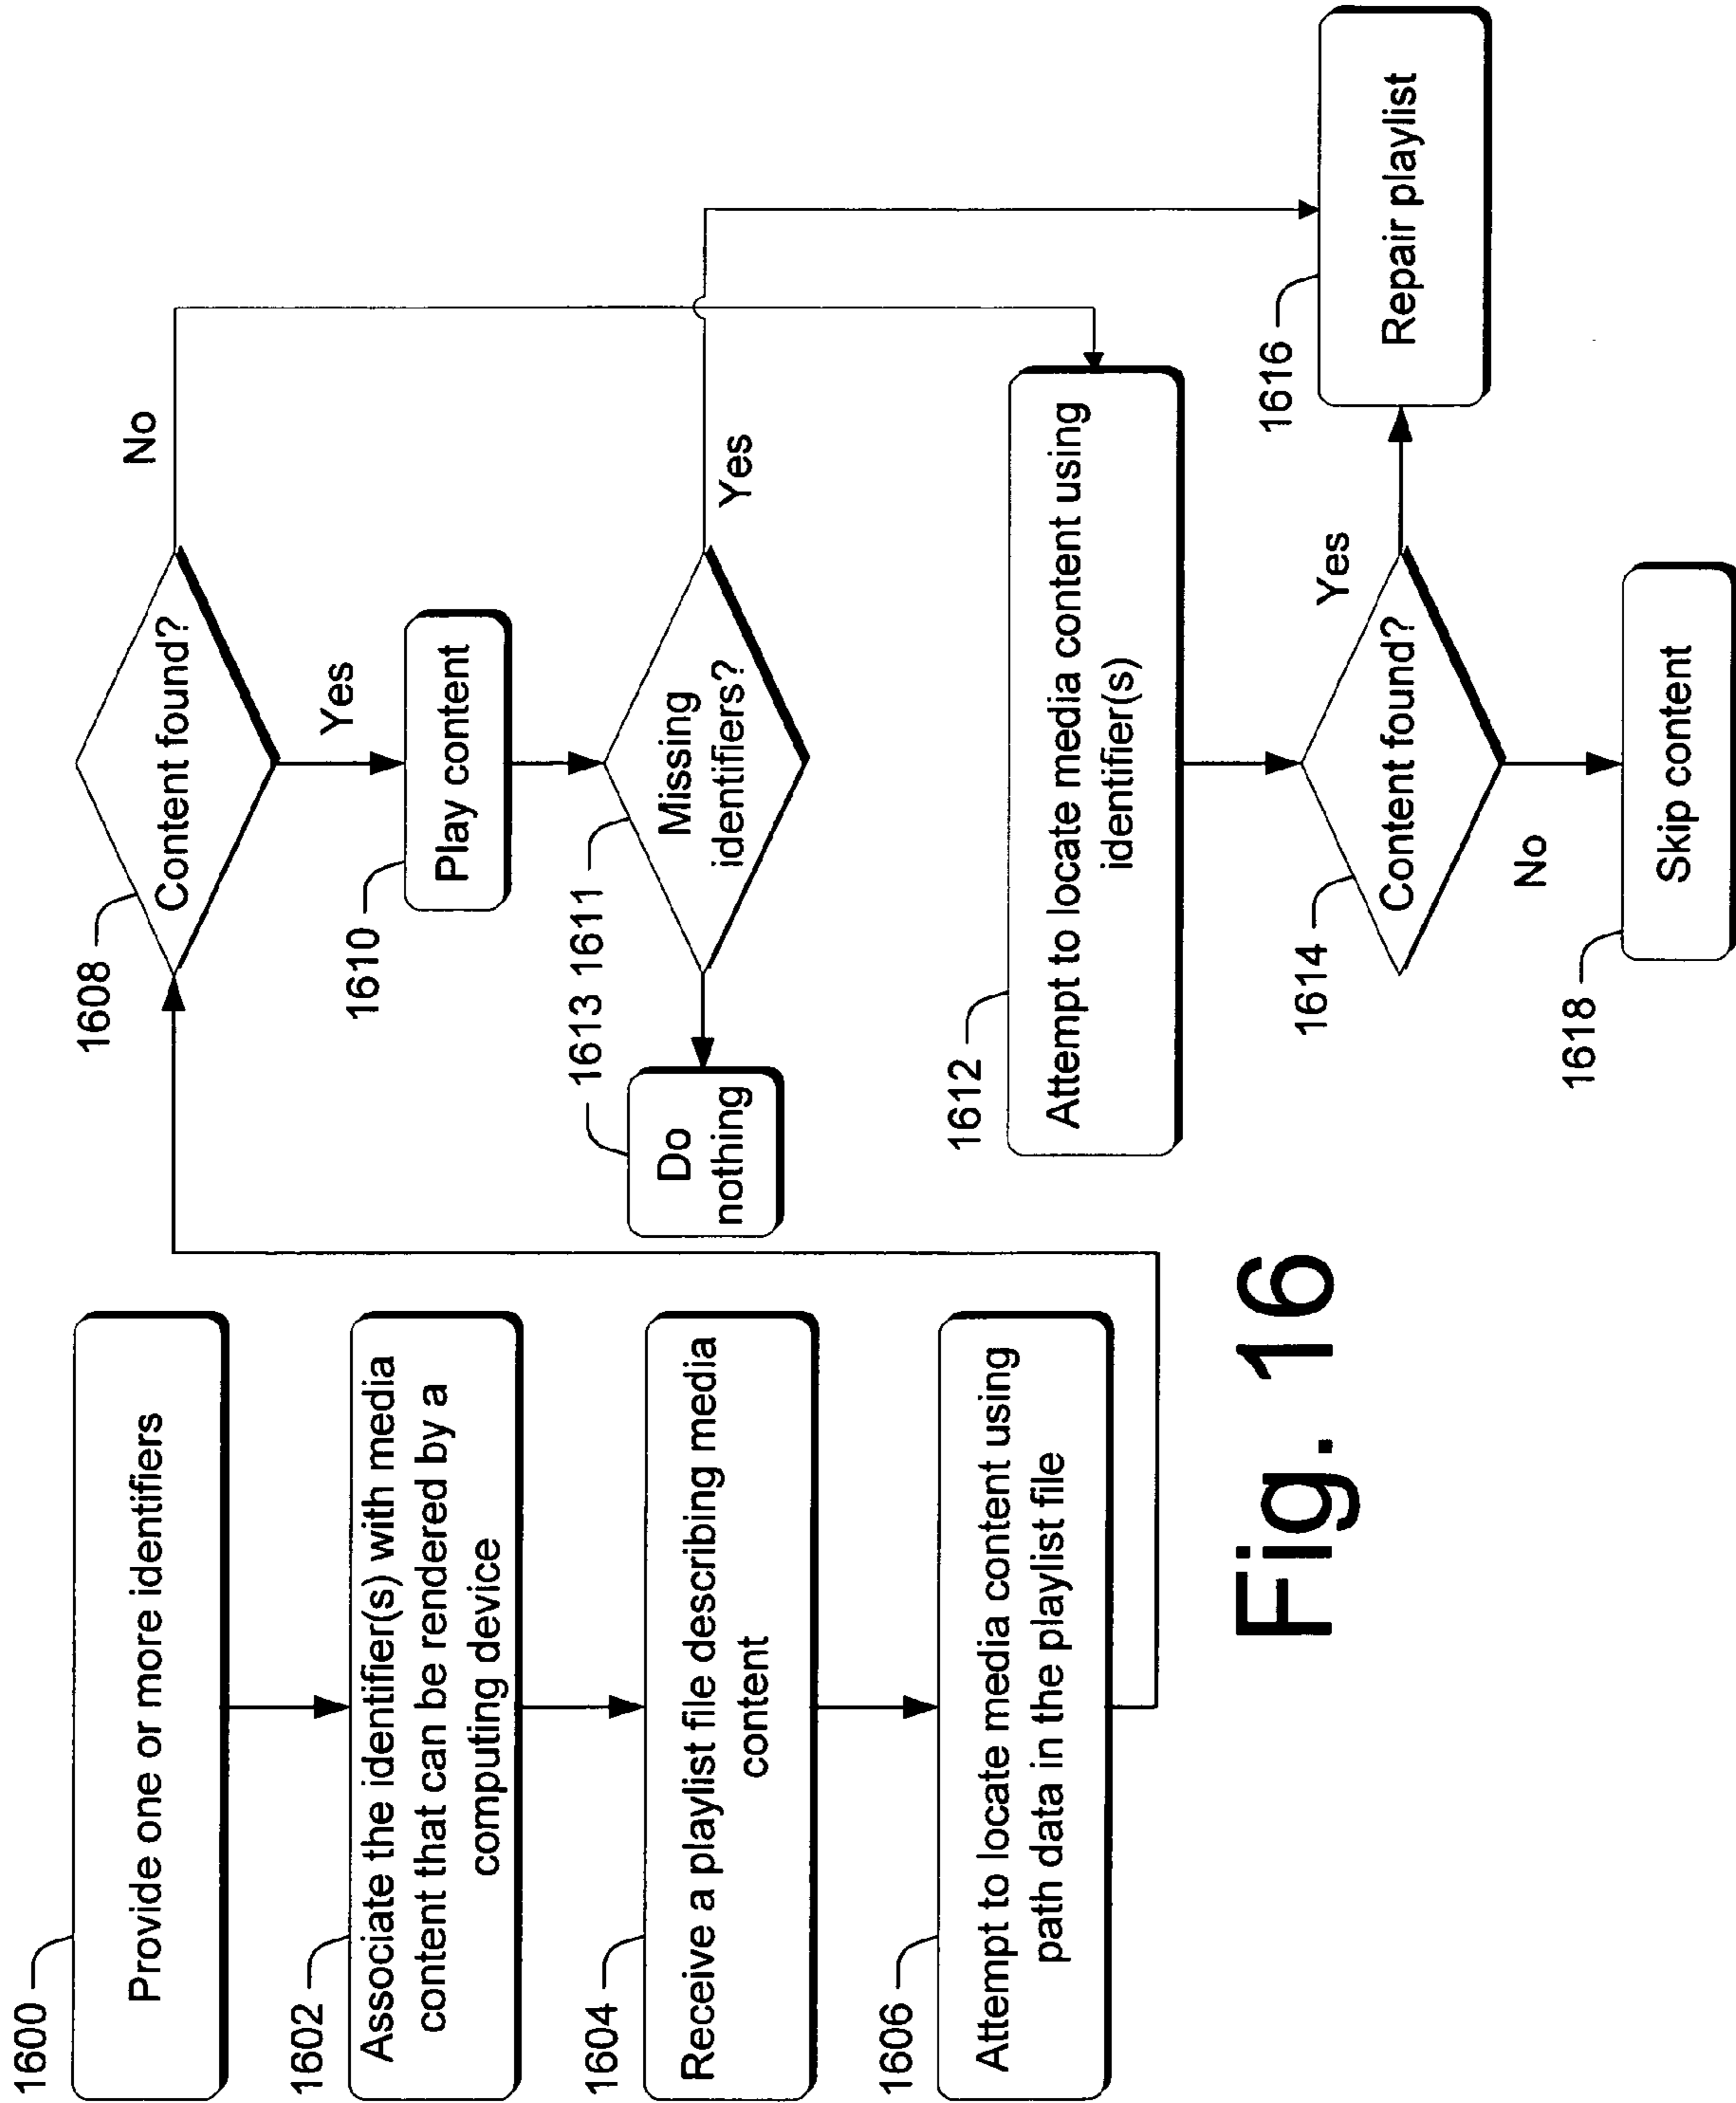 1600
Provide one or more identifiers
1602
Associate the identifier(s) with media
content that can be rendered by a
computing device
1604
Receive a playlist file describing media
content
1606
Attempt to locate media content using
path data in the playlist file
1608
Content found?
No
Yes
1610
Play content
1611
Missing
identifiers?
Yes
1613
Do
nothing
1612
Attempt to locate media content using
identifier(s)
1614
Content found?
Yes
1616
Repair playlist
No
1618
Skip content
Fig. 16